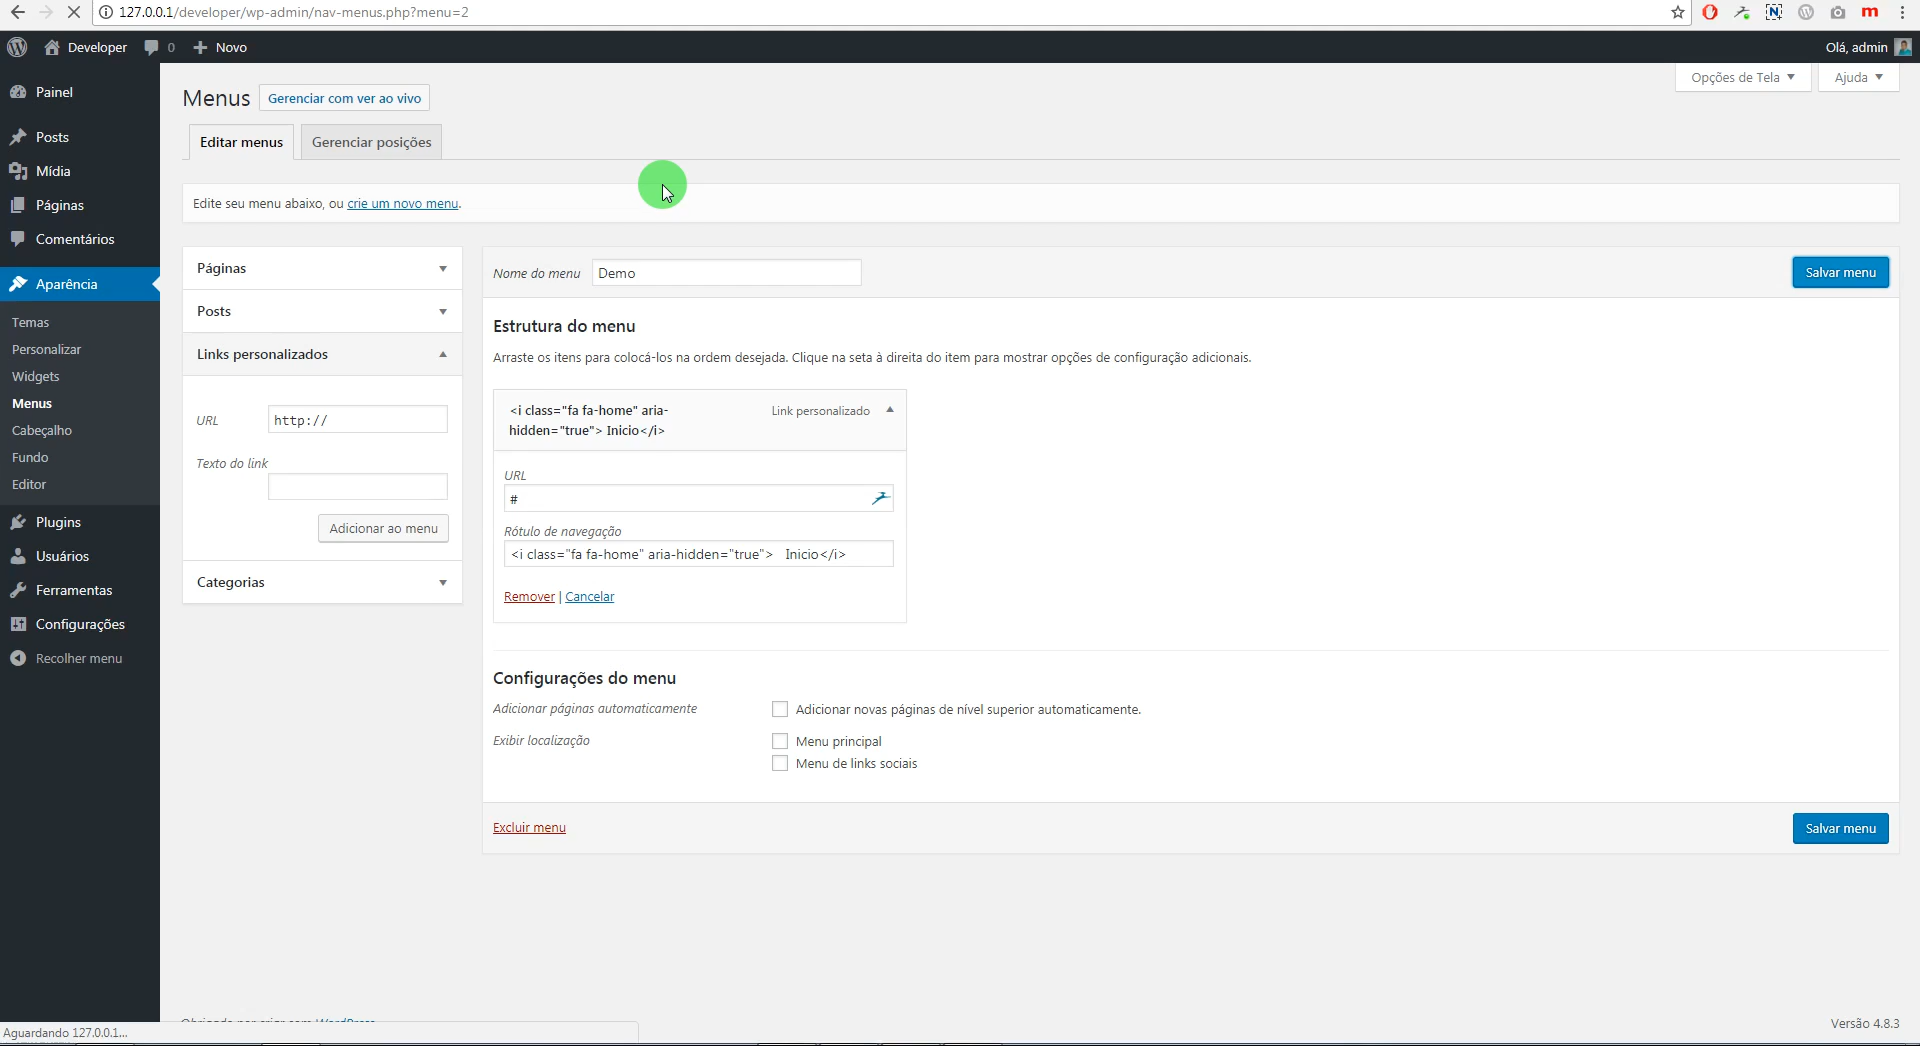 127.0.0.1/developer/wp-admin/nav-menus.php?menu=2
Developer 0 Novo
Olá, admin
Opções de Tela Ajuda
Menus Gerenciar com ver ao vivo
Editar menus Gerenciar posições
Edite seu menu abaixo, ou crie um novo menu.
Painel
Posts
Mídia
Páginas
Comentários
Aparência
Temas
Personalizar
Widgets
Menus
Cabeçalho
Fundo
Editor
Plugins
Usuários
Ferramentas
Configurações
Recolher menu
Páginas
Posts
Links personalizados
URL http://
Texto do link
Adicionar ao menu
Categorias
Nome do menu Demo Salvar menu
Estrutura do menu
Arraste os itens para colocá-los na ordem desejada. Clique na seta à direita do item para mostrar opções de configuração adicionais.
<i class="fa fa-home" aria-
hidden="true"> Inicio</i>
Link personalizado
URL
#
Rótulo de navegação
<i class="fa fa-home" aria-hidden="true"> Inicio</i>
Remover | Cancelar
Configurações do menu
Adicionar páginas automaticamente Adicionar novas páginas de nível superior automaticamente.
Exibir localização Menu principal
Menu de links sociais
Excluir menu Salvar menu
Versão 4.8.3
Aguardando 127.0.0.1...